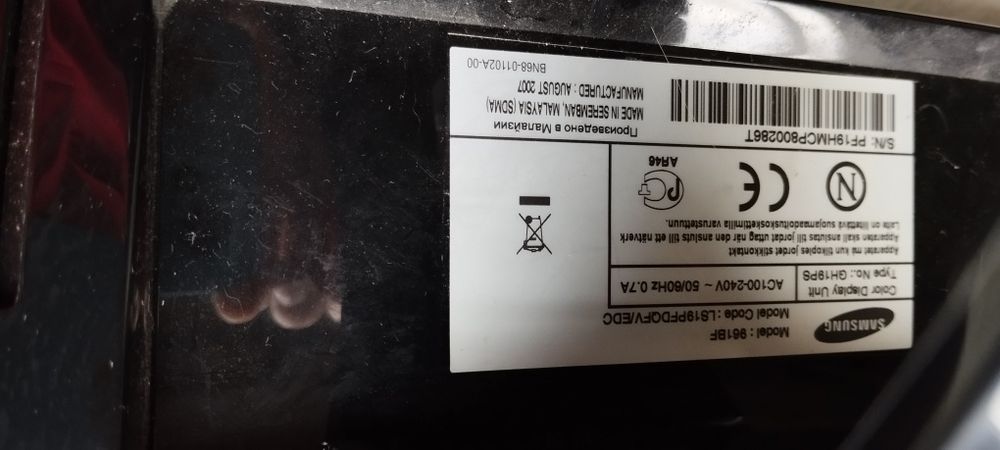 SAMSUNG
Model : 961BF
Model Code : LS19PFDQFV/EDC
Color Display Unit
Type No.: GH19PS
AC100-240V ~ 50/60Hz 0.7A
Apparatet må kun tilkoples jordet stikkontakt
Apparaten skall anslutas till jordat uttag när den ansluts till ett nätverk
Laite on liitettävä suojamaadoituskoskettimilla varustettuun.
N
CE
АЯ46
S/N: PF19HMCP800286T
Произведено в Малайзии
MADE IN SEREMBAN, MALAYSIA (SDMA)
MANUFACTURED : AUGUST 2007
BN68-01102A-00